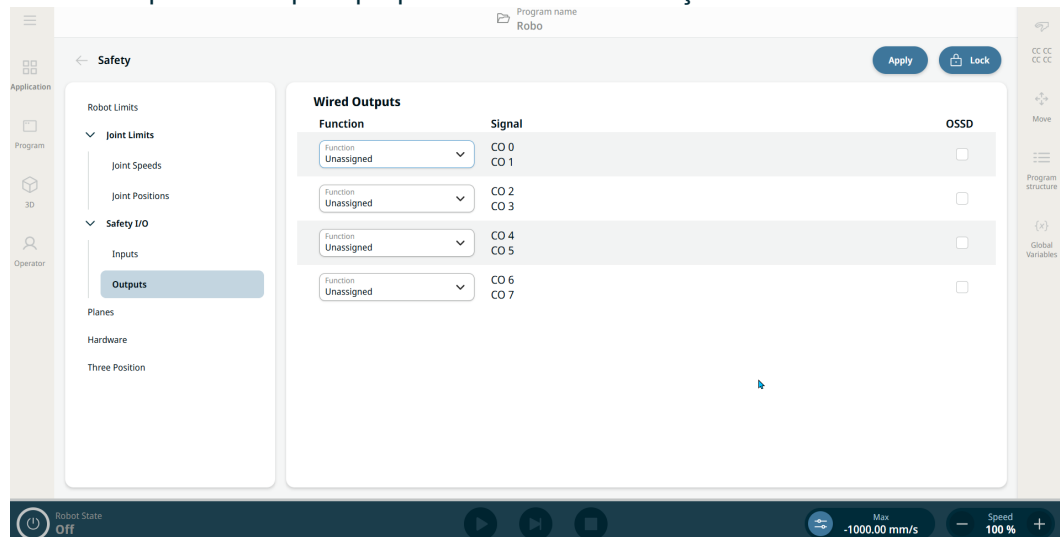 Program name
Robo
Safety
Apply
Lock
Application
Program
3D
Operator
Robot Limits
Joint Limits
Joint Speeds
Joint Positions
Safety I/O
Inputs
Outputs
Planes
Hardware
Three Position
Wired Outputs
Function Signal OSSD
Function
Unassigned
CO 0
CO 1
Function
Unassigned
CO 2
CO 3
Function
Unassigned
CO 4
CO 5
Function
Unassigned
CO 6
CO 7
CC CC
CC CC
Move
Program
structure
{x}
Global
Variables
Robot State
Off
Max
-1000.00 mm/s
Speed
100 %